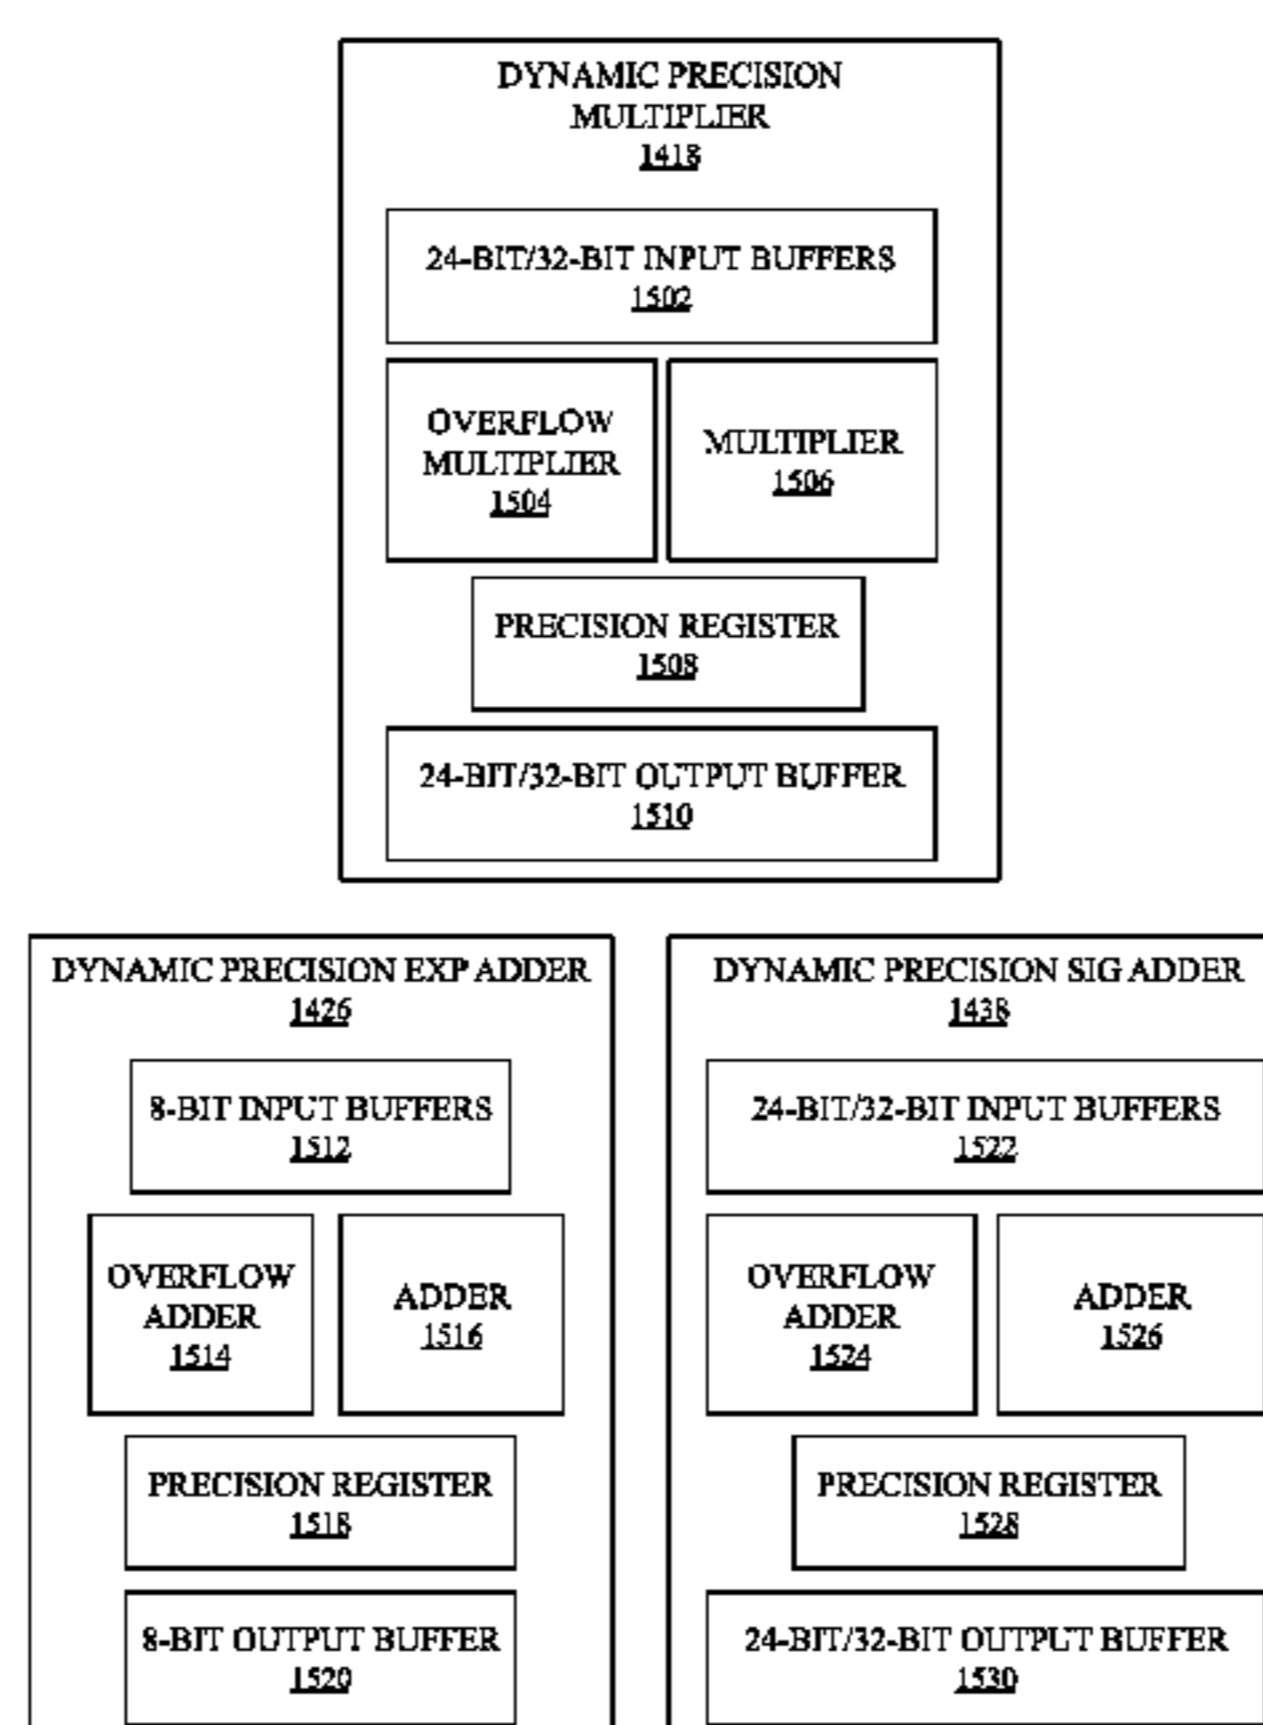 DYNAMIC PRECISION
MULTIPLIER
1418
24-BIT/32-BIT INPUT BUFFERS
1502
OVERFLOW
MULTIPLIER
1504
MULTIPLIER
1506
PRECISION REGISTER
1508
24-BIT/32-BIT OUTPUT BUFFER
1510
DYNAMIC PRECISION EXP ADDER
1426
8-BIT INPUT BUFFERS
1512
OVERFLOW
ADDER
1514
ADDER
1516
PRECISION REGISTER
1518
8-BIT OUTPUT BUFFER
1520
DYNAMIC PRECISION SIG ADDER
1438
24-BIT/32-BIT INPUT BUFFERS
1522
OVERFLOW
ADDER
1524
ADDER
1526
PRECISION REGISTER
1528
24-BIT/32-BIT OUTPUT BUFFER
1530